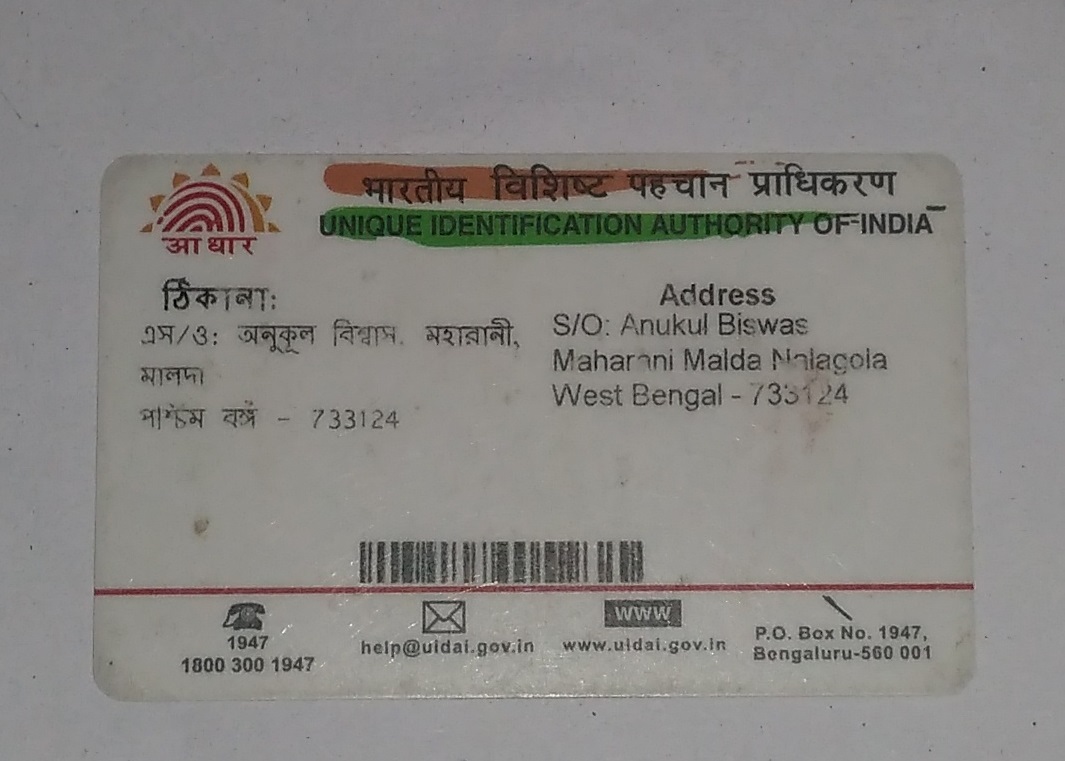 भारतीय विशिष्ट पहचान प्राधिकरण
UNIQUE IDENTIFICATION AUTHORITY OF INDIA
आधार
ঠিকানা:
এস/ও: অনুকূল বিশ্বাস, মহারানী,
মালদা
পশ্চিম বঙ্গ - 733124
Address
S/O: Anukul Biswas
Maharani Malda Nalagola
West Bengal - 733124
1947
1800 300 1947
help@uidai.gov.in
WWW
www.uidai.gov.in
P.O. Box No. 1947,
Bengaluru-560 001